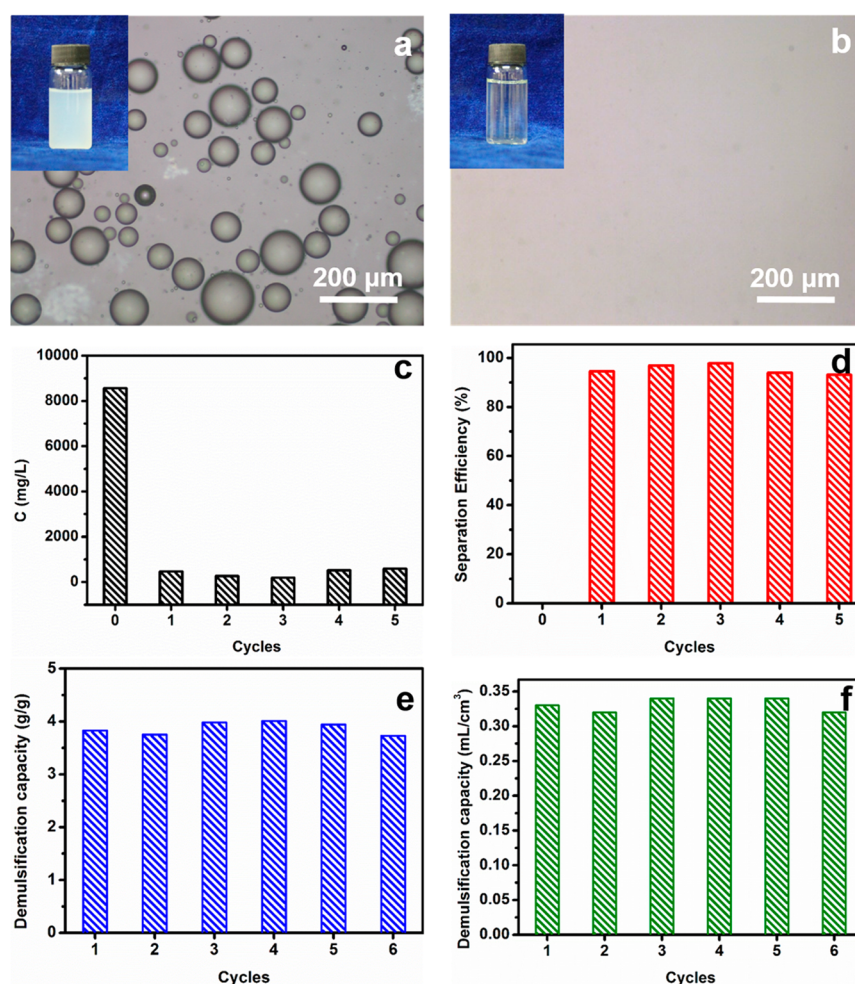 a
200 μm
b
200 μm
c
C (mg/L)
10000
8000
6000
4000
2000
0
0 1 2 3 4 5
Cycles
d
Separation Efficiency (%)
100
80
60
40
20
0
0 1 2 3 4 5
Cycles
e
Demulsification capacity (g/g)
5
4
3
2
1
0
1 2 3 4 5 6
Cycles
f
Demulsification capacity (mL/cm³)
0.35
0.30
0.25
0.20
0.15
0.10
0.05
0.00
1 2 3 4 5 6
Cycles